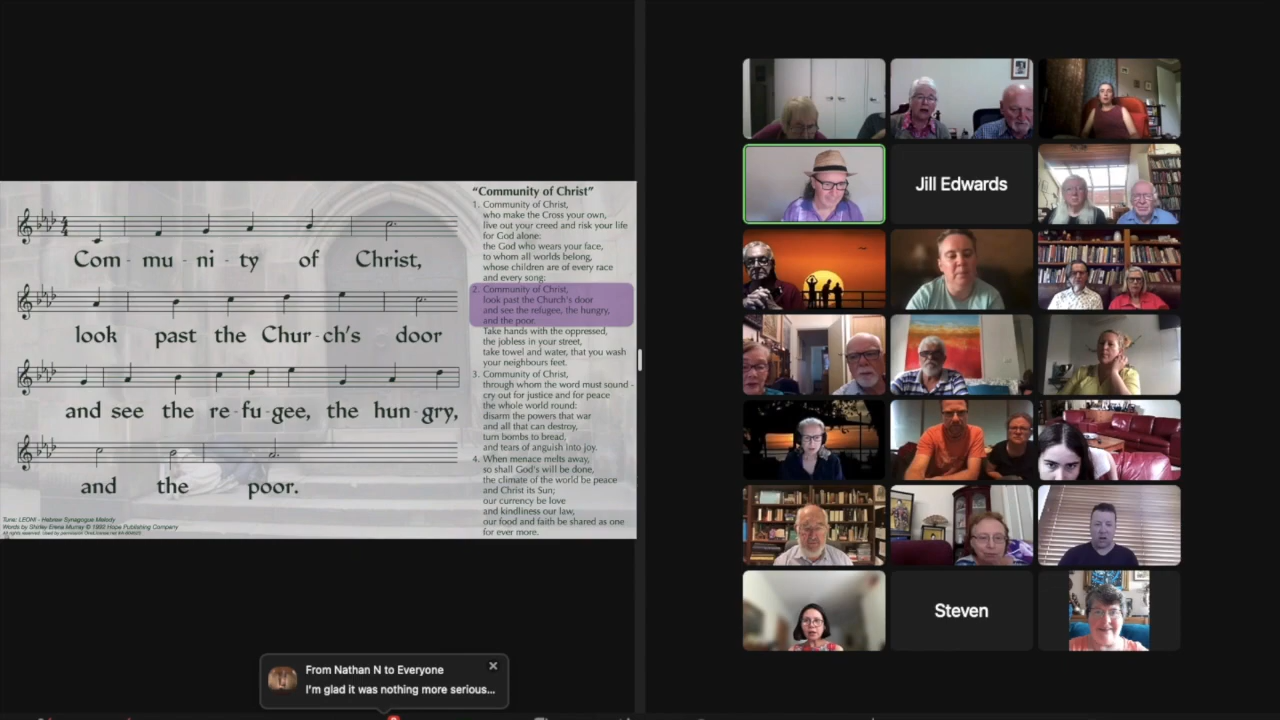 Com - mu - ni - ty of Christ,
look past the Chur - ch's door
and see the re - fu - gee, the hun - gry,
and the poor.
Tune: LEONI - Hebrew Synagogue Melody
Words by Shirley Erena Murray © 1992 Hope Publishing Company
"Community of Christ"
1. Community of Christ,
who make the Cross your own,
live out your creed and risk your life
for God alone:
the God who wears your face,
to whom all worlds belong,
whose children are of every race
and every song:
2. Community of Christ,
look past the Church's door
and see the refugee, the hungry,
and the poor.
Take hands with the oppressed,
the jobless in your street,
take towel and water, that you wash
your neighbours feet.
3. Community of Christ,
through whom the word must sound -
cry out for justice and for peace
the whole world round:
disarm the powers that war
and all that can destroy,
turn bombs to bread,
and tears of anguish into joy.
4. When menace melts away,
so shall God's will be done,
the climate of the world be peace
and Christ its Sun;
our currency be love
and kindliness our law,
our food and faith be shared as one
for ever more.
Jill Edwards
Steven
From Nathan N to Everyone
I'm glad it was nothing more serious...